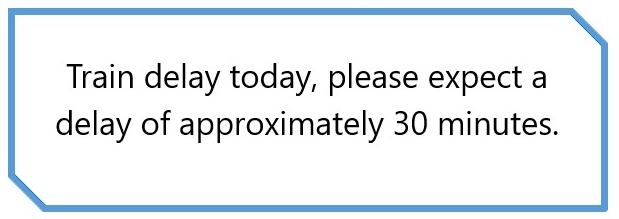 Train delay today, please expect a
delay of approximately 30 minutes.